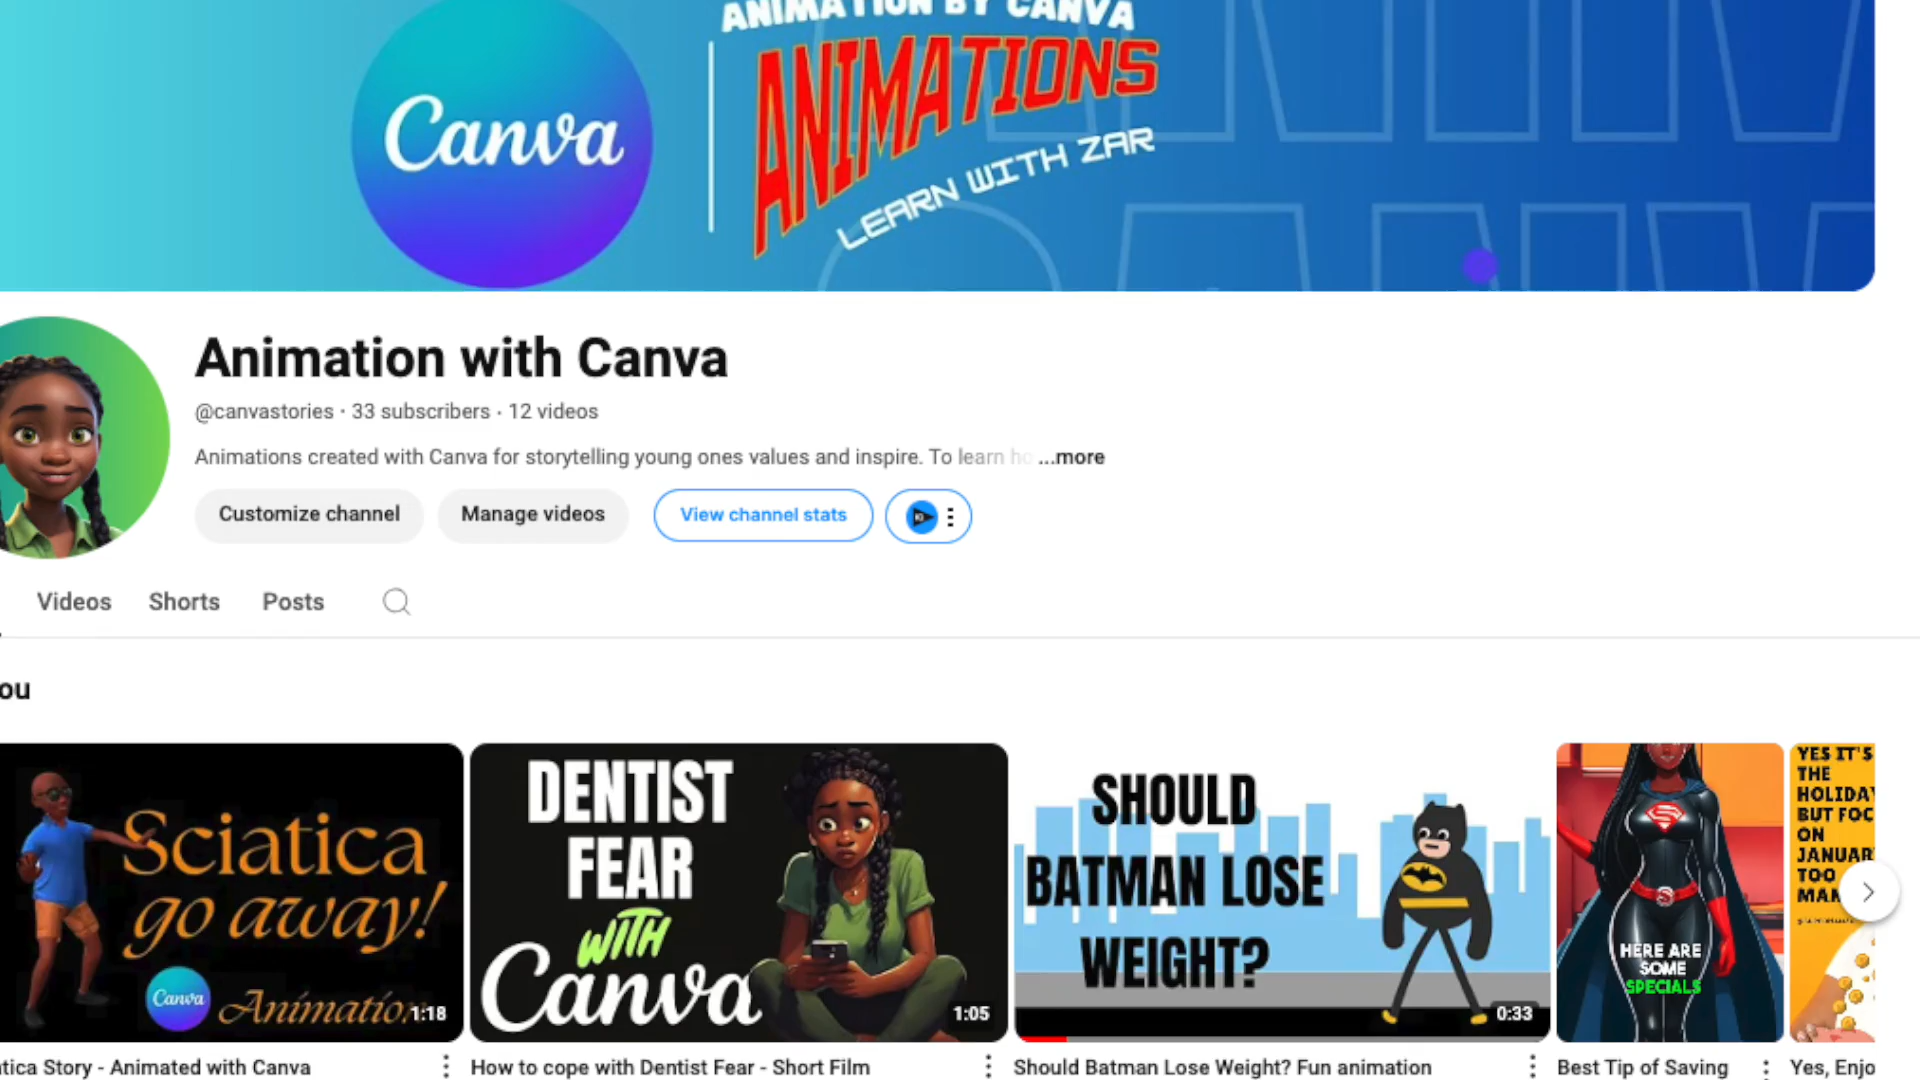 ANIMATION BY CANVA
Canva
ANIMATIONS
LEARN WITH ZAR
Animation with Canva
@canvastories · 33 subscribers · 12 videos
Animations created with Canva for storytelling young ones values and inspire. To learn ho ...more
Customize channel
Manage videos
View channel stats
Videos
Shorts
Posts
ou
Sciatica
go away!
Canva
Animation
1:18
DENTIST
FEAR
WITH
Canva
1:05
SHOULD
BATMAN LOSE
WEIGHT?
0:33
HERE ARE
SOME
SPECIALS
YES IT'S
THE
HOLIDAY
BUT FOC
ON
JANUAR
TOO
MAN
tica Story - Animated with Canva
How to cope with Dentist Fear - Short Film
Should Batman Lose Weight? Fun animation
Best Tip of Saving
Yes, Enjo